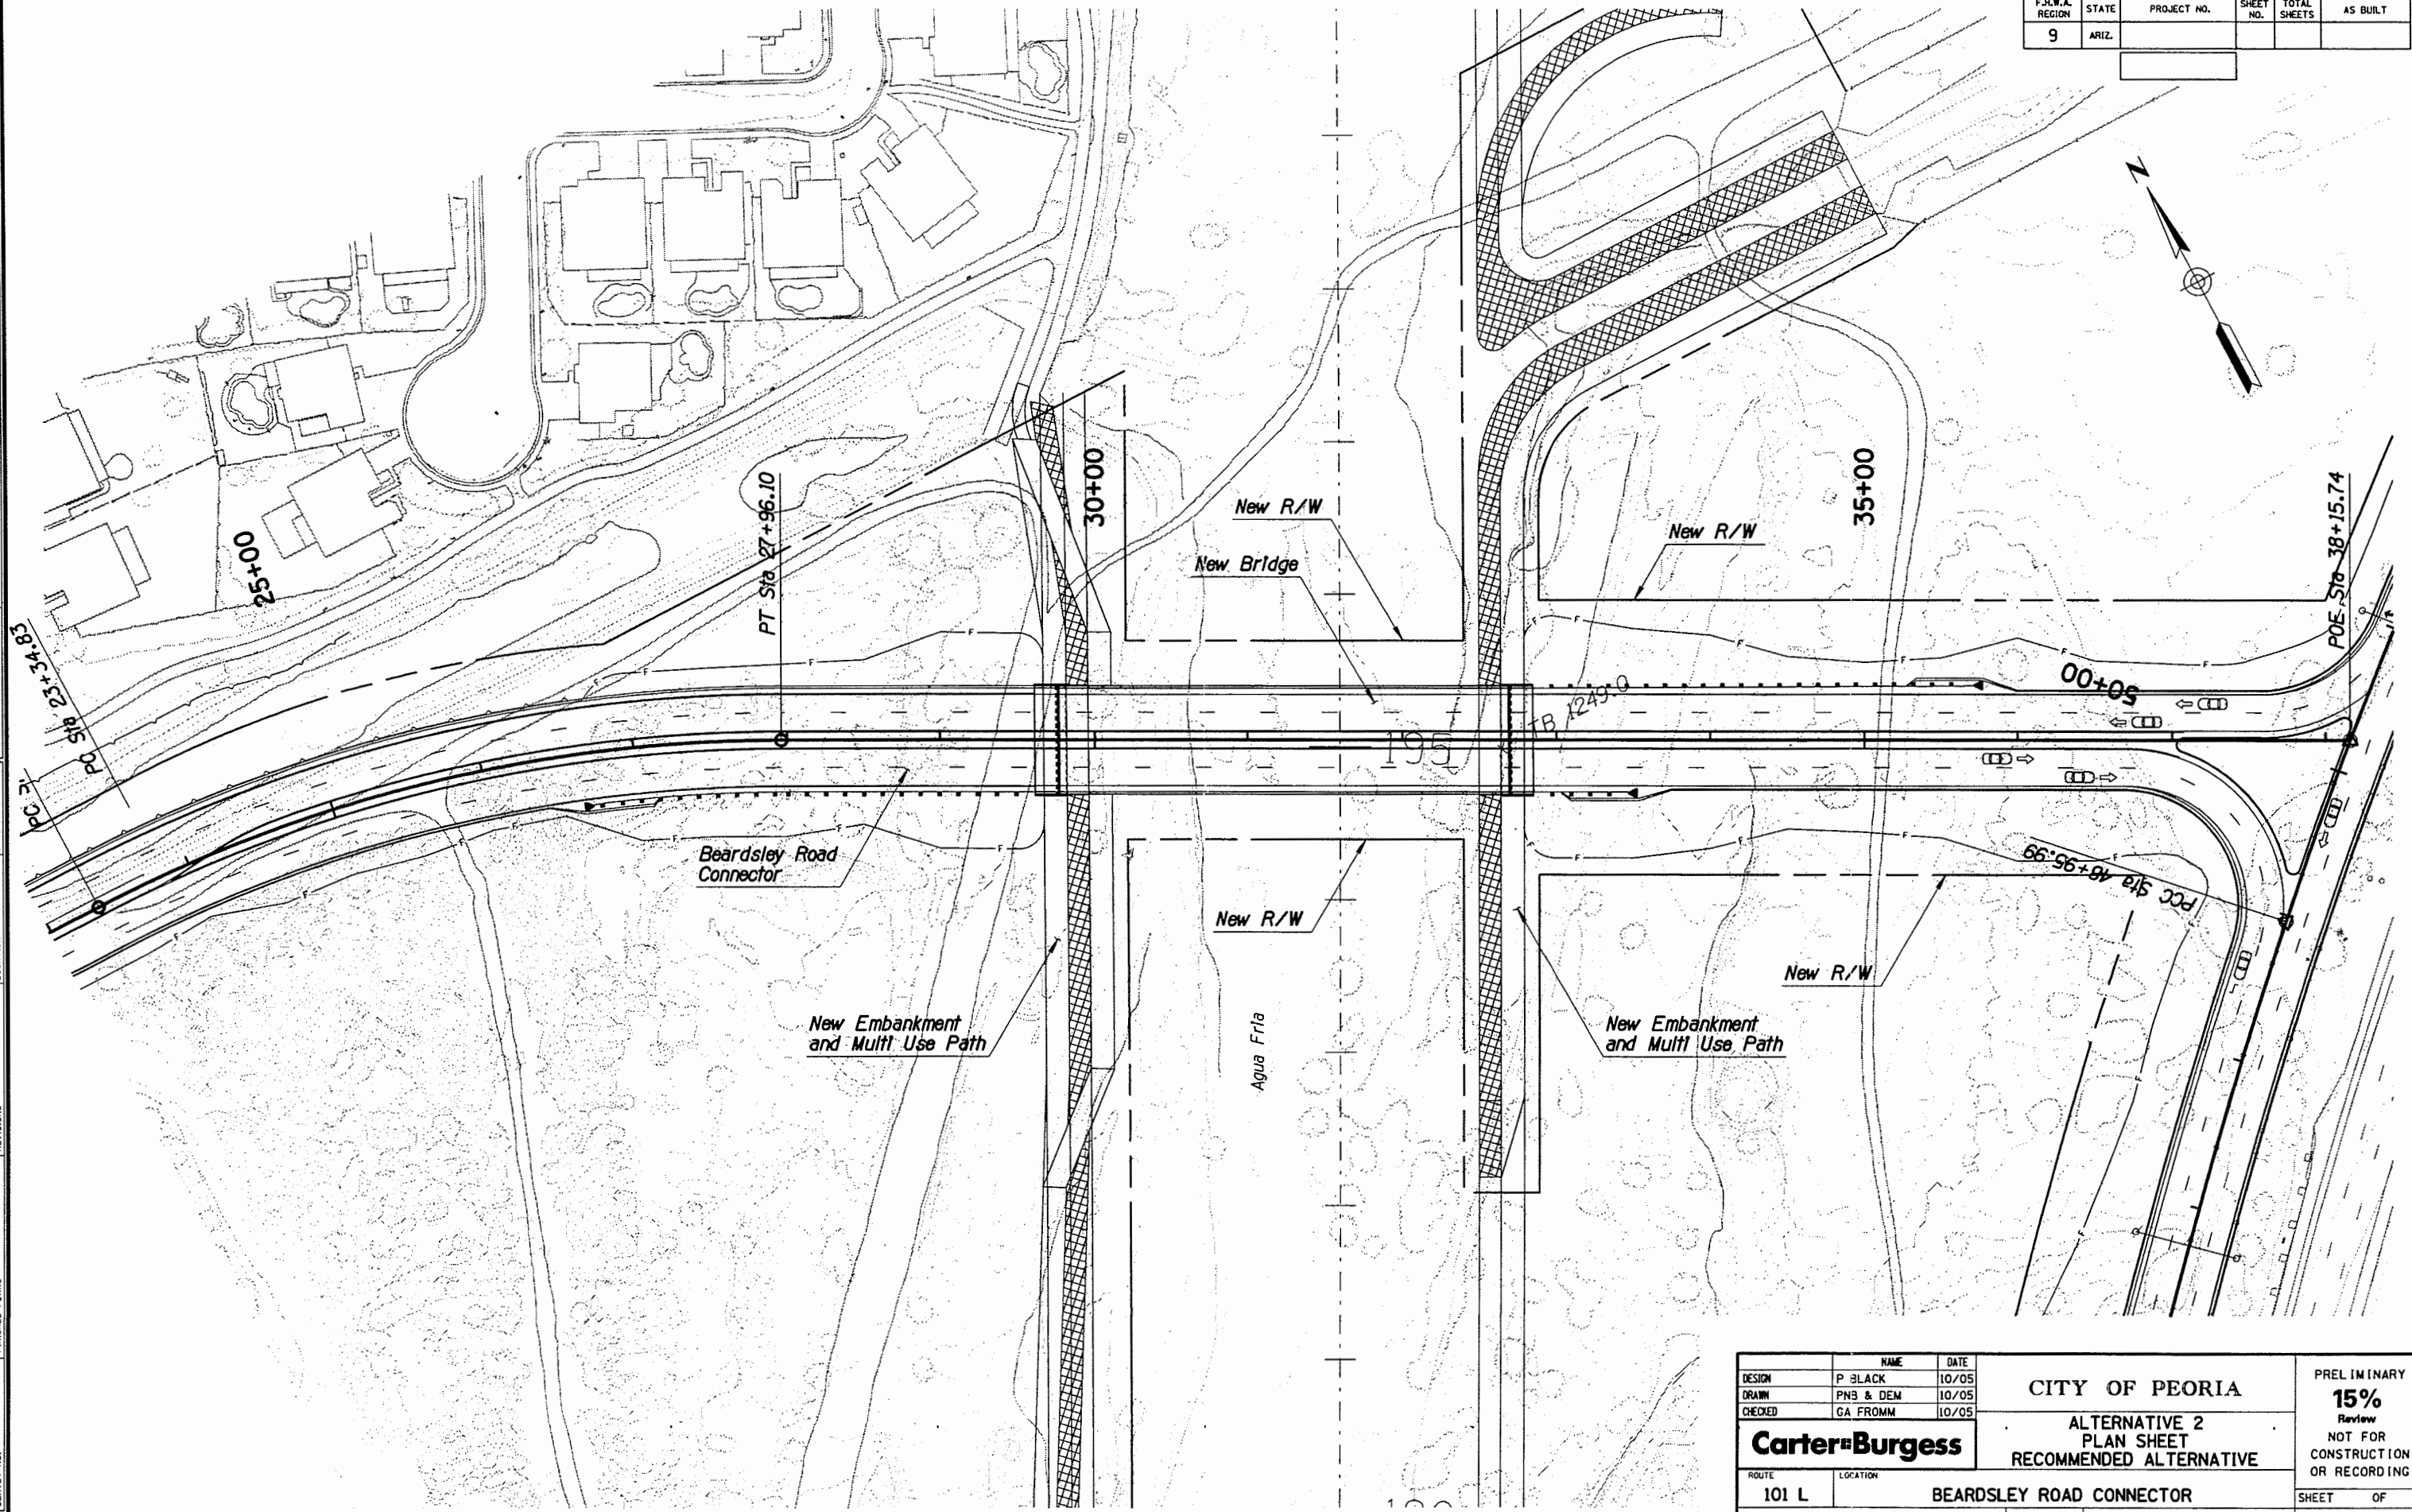 F.H.W.A. REGION STATE PROJECT NO. SHEET NO. TOTAL SHEETS AS BUILT
9 ARIZ.
N
PT Sta 27+96.10
30+00
New R/W
New Bridge
New R/W
35+00
POE Sta 38+15.74
25+00
PC Sta 23+34.83
PC
50+00
TB 1249.0
195
Beardsley Road
Connector
New R/W
PCC Sta 46+95.99
New R/W
New Embankment
and Multi Use Path
Agua Fria
New Embankment
and Multi Use Path
F
NAME DATE
DESIGN P BLACK 10/05
DRAWN PNB & DEM 10/05
CHECKED GA FROMM 10/05
Carter Burgess
CITY OF PEORIA
ALTERNATIVE 2
PLAN SHEET
RECOMMENDED ALTERNATIVE
PRELIMINARY
15%
Review
NOT FOR
CONSTRUCTION
OR RECORDING
ROUTE LOCATION
101 L BEARDSLEY ROAD CONNECTOR
SHEET OF